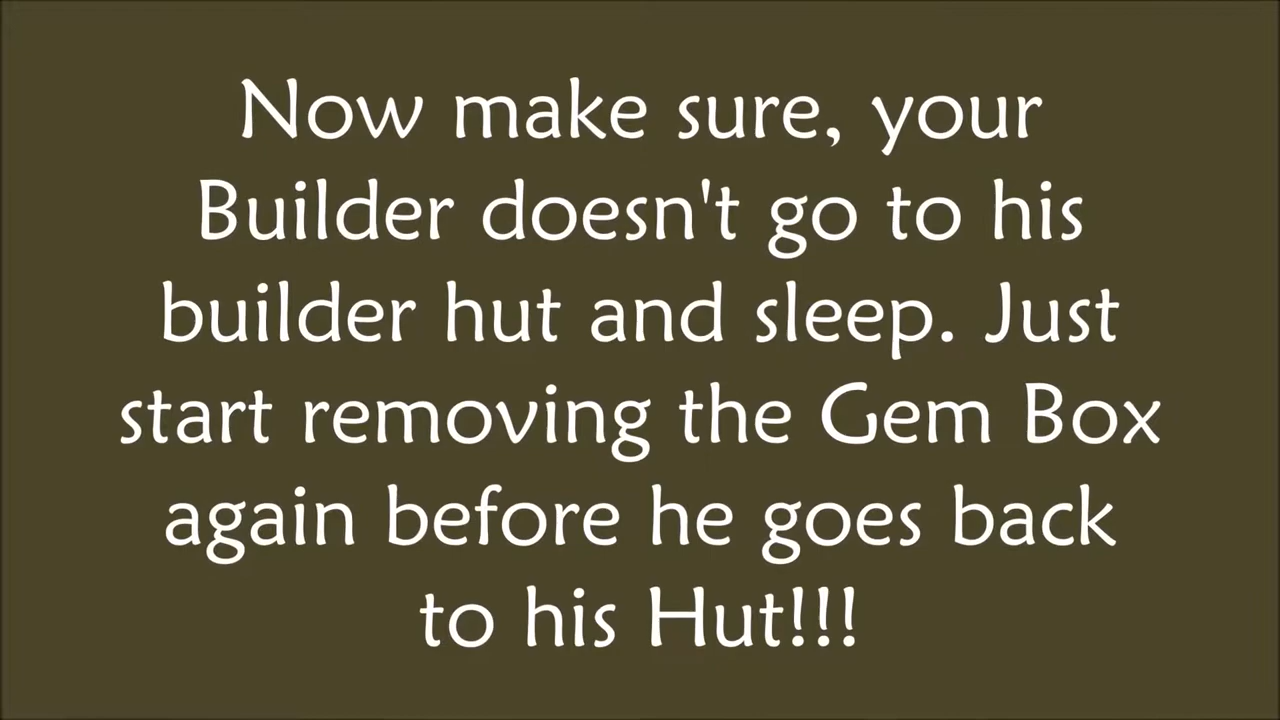 Now make sure, your
Builder doesn't go to his
builder hut and sleep. Just
start removing the Gem Box
again before he goes back
to his Hut!!!